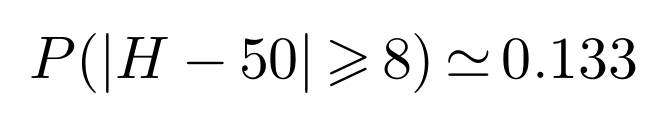 P(|H − 50| ⩾ 8) ≃ 0.133